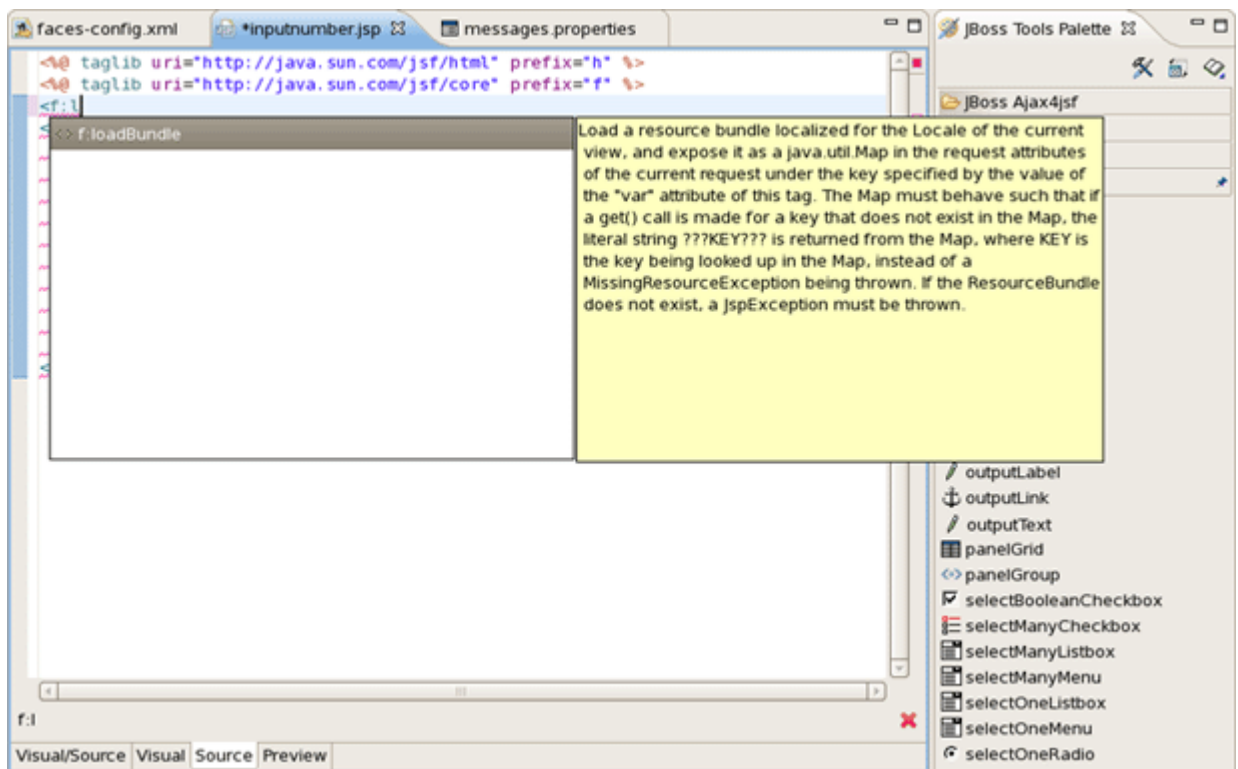 faces-config.xml
*inputnumber.jsp
messages.properties
JBoss Tools Palette
<%@ taglib uri="http://java.sun.com/jsf/html" prefix="h" %>
<%@ taglib uri="http://java.sun.com/jsf/core" prefix="f" %>
<f:l
JBoss Ajax4jsf
f:loadBundle
Load a resource bundle localized for the Locale of the current
view, and expose it as a java.util.Map in the request attributes
of the current request under the key specified by the value of
the "var" attribute of this tag. The Map must behave such that if
a get() call is made for a key that does not exist in the Map, the
literal string ???KEY??? is returned from the Map, where KEY is
the key being looked up in the Map, instead of a
MissingResourceException being thrown. If the ResourceBundle
does not exist, a JspException must be thrown.
outputLabel
outputLink
outputText
panelGrid
panelGroup
selectBooleanCheckbox
selectManyCheckbox
selectManyListbox
selectManyMenu
selectOneListbox
selectOneMenu
selectOneRadio
f:l
Visual/Source Visual Source Preview